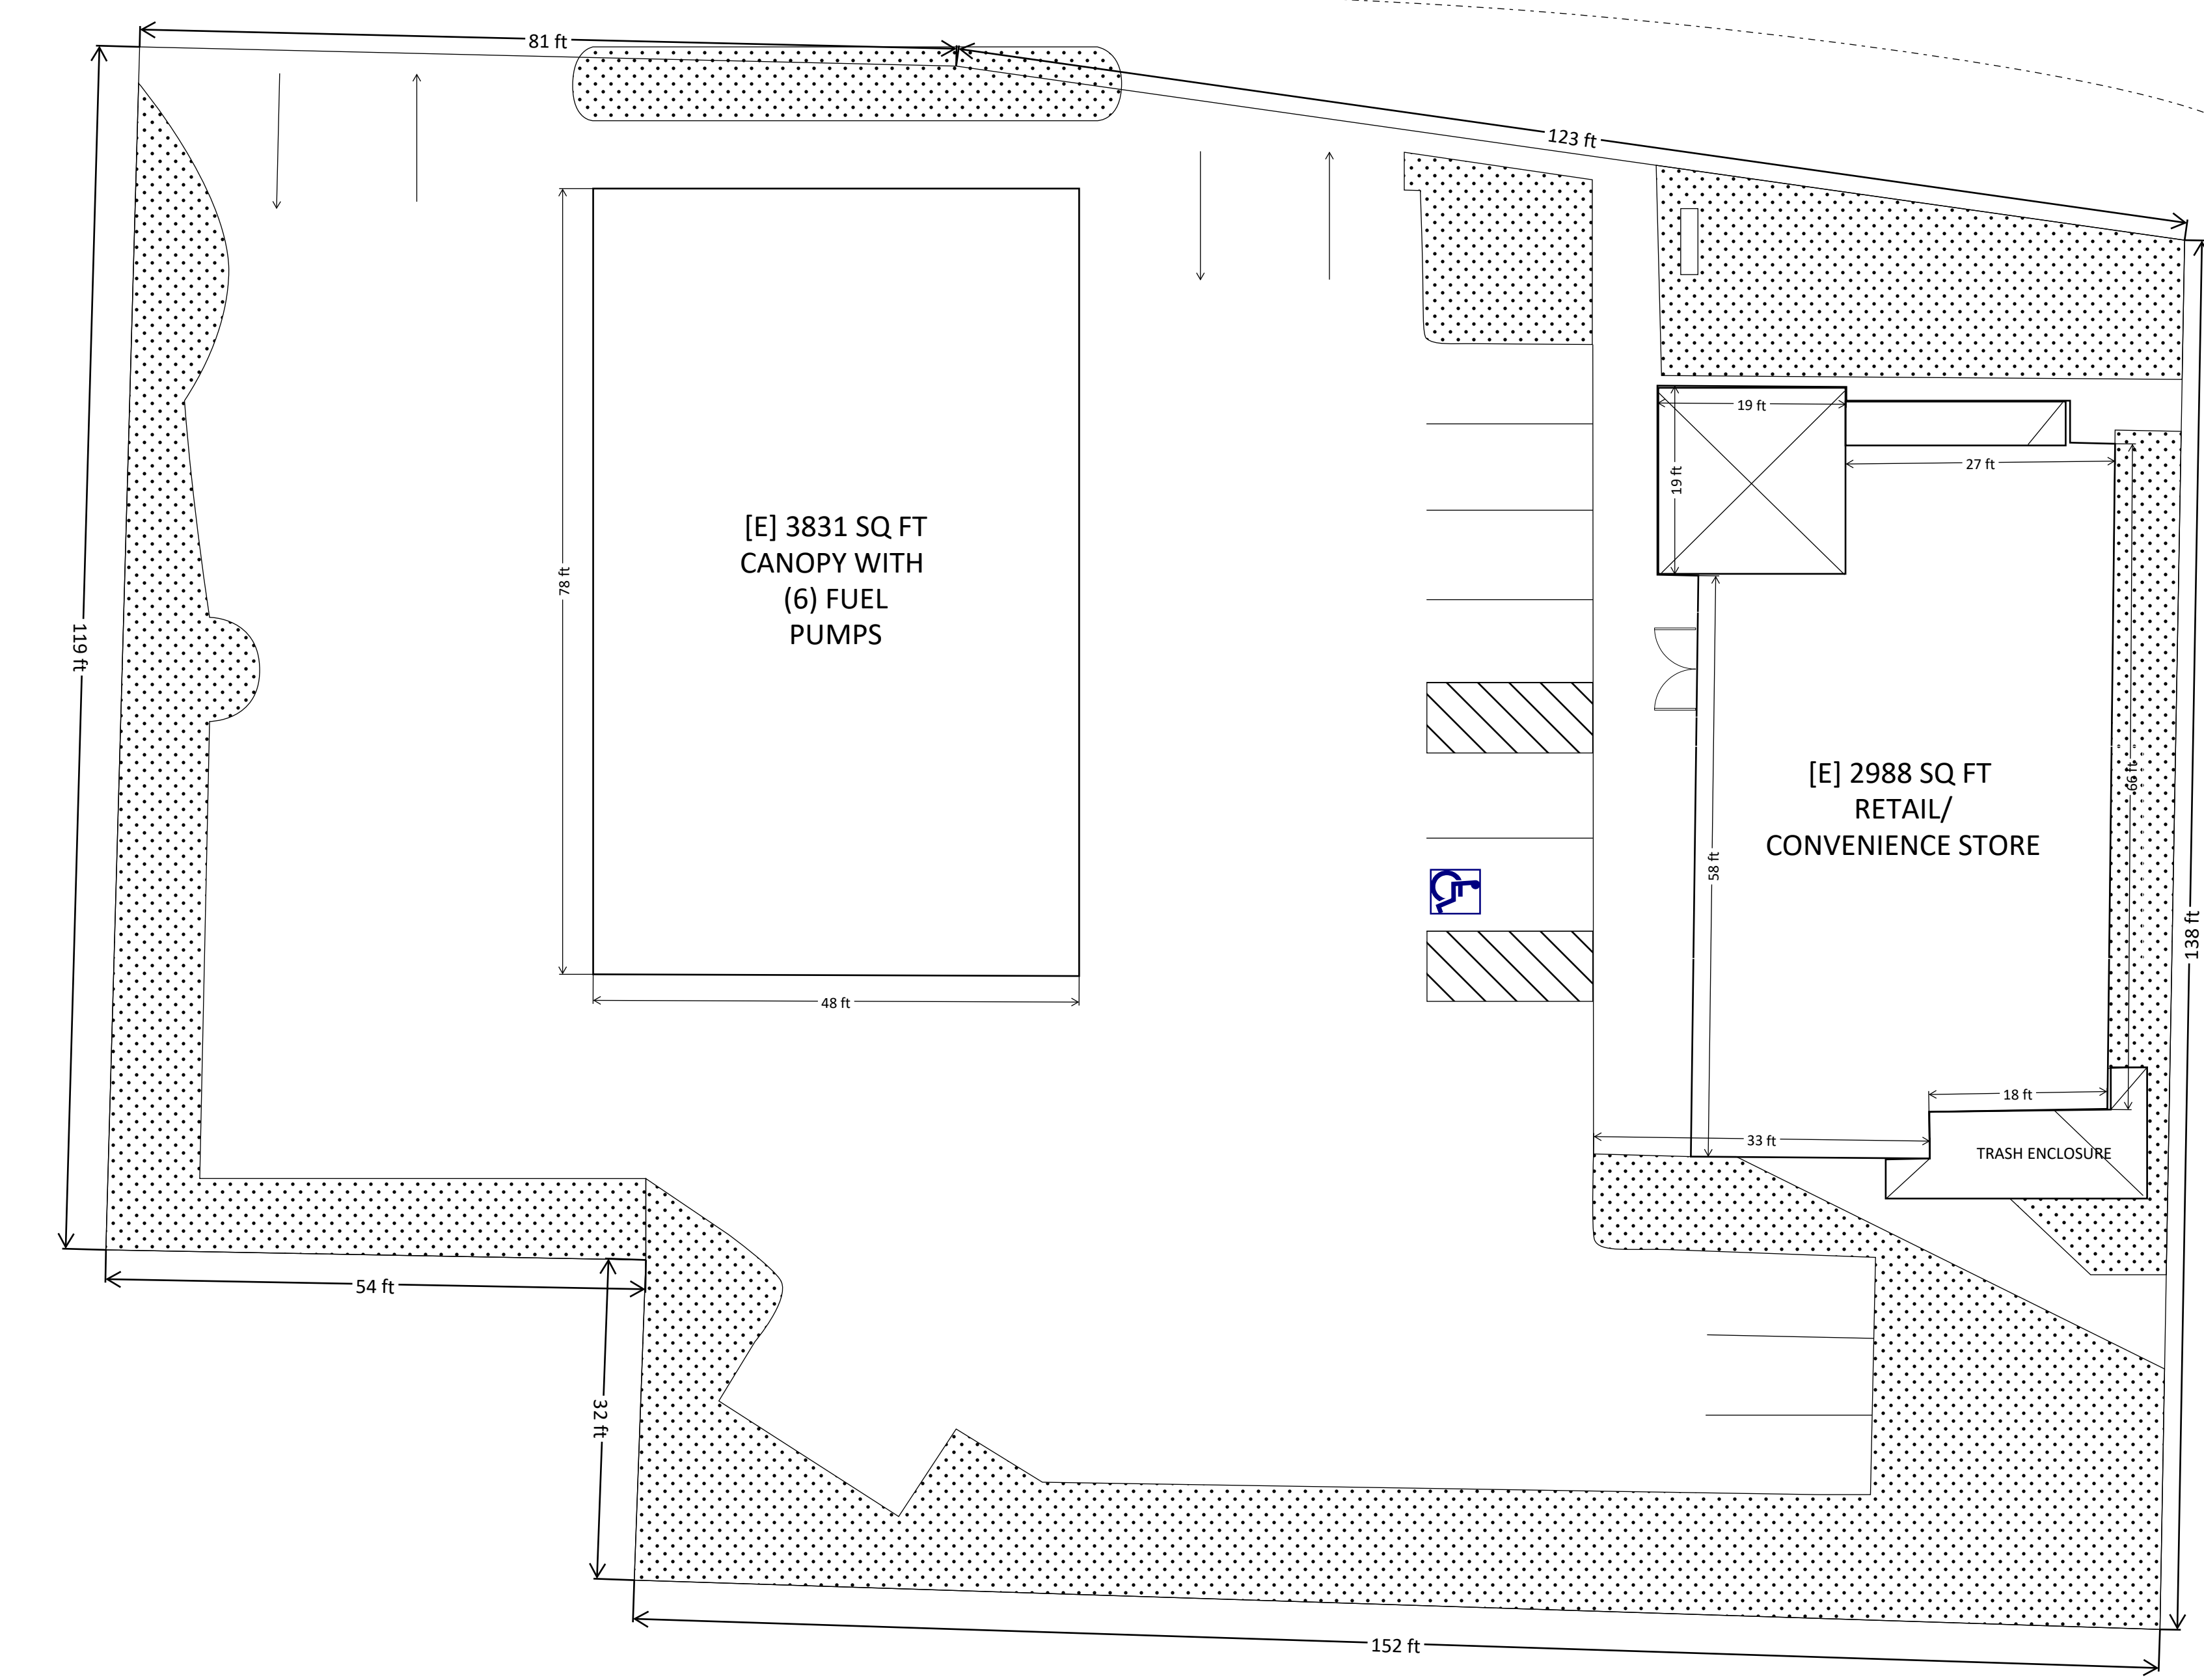 81 ft
123 ft
119 ft
78 ft
[E] 3831 SQ FT
CANOPY WITH
(6) FUEL
PUMPS
48 ft
19 ft
19 ft
27 ft
66 ft
[E] 2988 SQ FT
RETAIL/
CONVENIENCE STORE
58 ft
138 ft
18 ft
33 ft
TRASH ENCLOSURE
54 ft
32 ft
152 ft